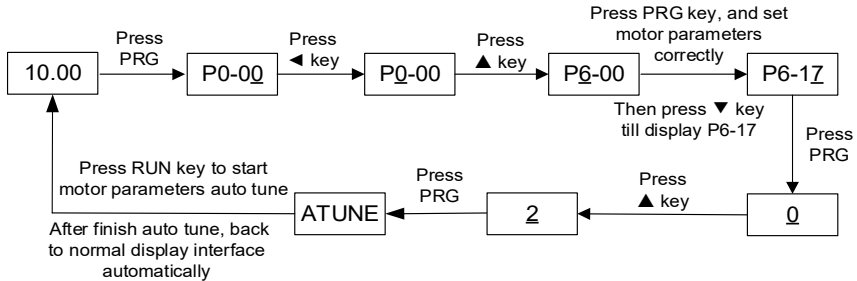 10.00
Press
PRG
P0-00
Press
◄ key
P0-00
Press
▲ key
P6-00
Press PRG key, and set
motor parameters
correctly
Then press ▼ key
till display P6-17
P6-17
Press
PRG
0
Press
▲ key
2
Press
PRG
ATUNE
Press RUN key to start
motor parameters auto tune
After finish auto tune, back
to normal display interface
automatically